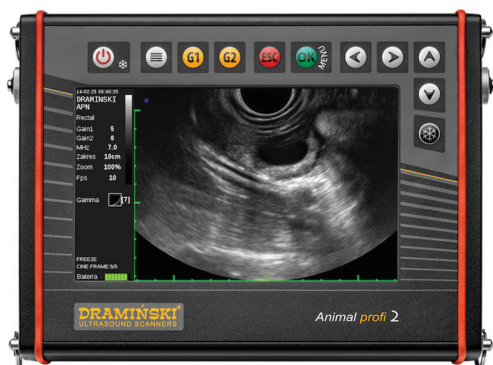 G1 G2 ESC OK MENU
14-02-25 09:40:35
DRAMINSKI
APN
Rectal
Gain1 5
Gain2 6
MHz 7.0
Zakres 10cm
Zoom 100%
Fps 10
Gamma [7]
FREEZE
CINE FRAME:5/5
Bateria
DRAMIŃSKI
ULTRASOUND SCANNERS
Animal profi 2